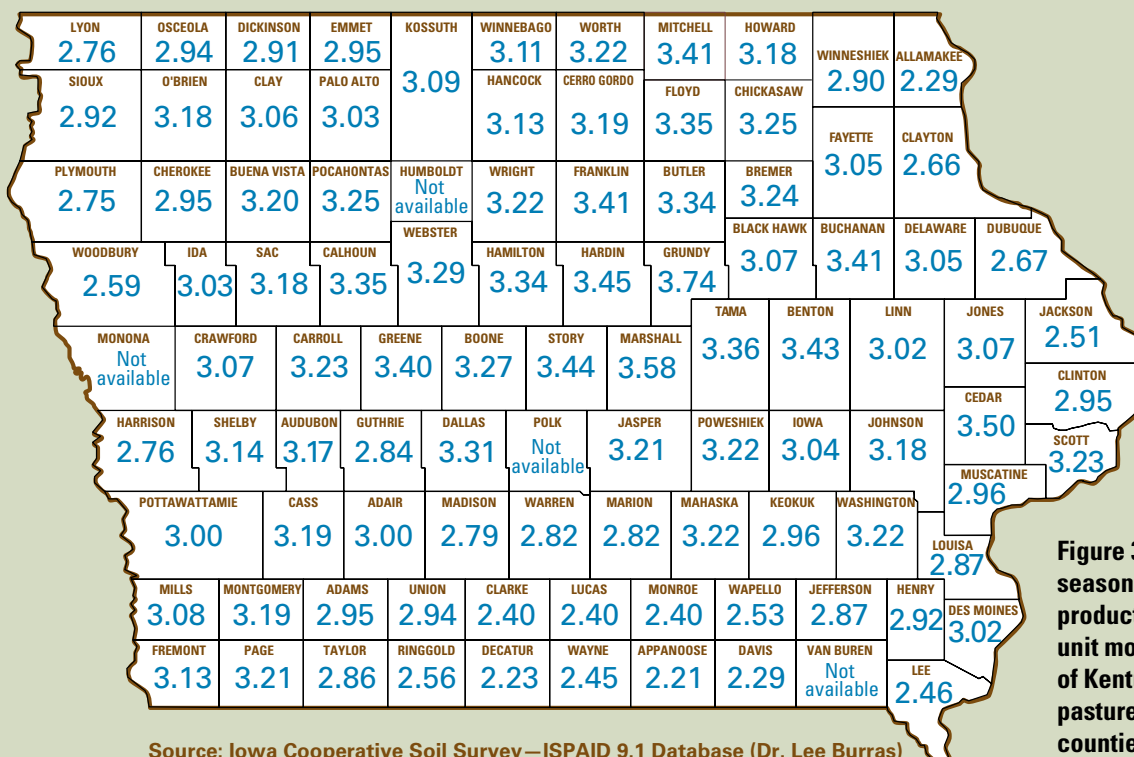 LYON OSCEOLA DICKINSON EMMET KOSSUTH WINNEBAGO WORTH MITCHELL HOWARD
2.76 2.94 2.91 2.95 3.09 3.11 3.22 3.41 3.18
WINNESHIEK ALLAMAKEE
2.90 2.29
SIOUX O'BRIEN CLAY PALO ALTO HANCOCK CERRO GORDO FLOYD CHICKASAW
2.92 3.18 3.06 3.03 3.13 3.19 3.35 3.25
FAYETTE CLAYTON
3.05 2.66
PLYMOUTH CHEROKEE BUENA VISTA POCAHONTAS HUMBOLDT WRIGHT FRANKLIN BUTLER BREMER
2.75 2.95 3.20 3.25 Not available 3.22 3.41 3.34 3.24
WEBSTER BLACK HAWK BUCHANAN DELAWARE DUBUQUE
3.29 3.07 3.41 3.05 2.67
WOODBURY IDA SAC CALHOUN HAMILTON HARDIN GRUNDY
2.59 3.03 3.18 3.35 3.34 3.45 3.74
TAMA BENTON LINN JONES JACKSON
3.36 3.43 3.02 3.07 2.51
MONONA CRAWFORD CARROLL GREENE BOONE STORY MARSHALL
Not available 3.07 3.23 3.40 3.27 3.44 3.58
CLINTON
2.95
CEDAR
3.50
HARRISON SHELBY AUDUBON GUTHRIE DALLAS POLK JASPER POWESHIEK IOWA JOHNSON
2.76 3.14 3.17 2.84 3.31 Not available 3.21 3.22 3.04 3.18
SCOTT
3.23
MUSCATINE
2.96
POTTAWATTAMIE CASS ADAIR MADISON WARREN MARION MAHASKA KEOKUK WASHINGTON
3.00 3.19 3.00 2.79 2.82 2.82 3.22 2.96 3.22
LOUISA
2.87
MILLS MONTGOMERY ADAMS UNION CLARKE LUCAS MONROE WAPELLO JEFFERSON HENRY
3.08 3.19 2.95 2.94 2.40 2.40 2.40 2.53 2.87 2.92
DES MOINES
3.02
FREMONT PAGE TAYLOR RINGGOLD DECATUR WAYNE APPANOOSE DAVIS VAN BUREN LEE
3.13 3.21 2.86 2.56 2.23 2.45 2.21 2.29 Not available 2.46
Figure 3
season
product
unit mo
of Kent
pasture
countie
Source: Iowa Cooperative Soil Survey—ISPAID 9.1 Database (Dr. Lee Burras)